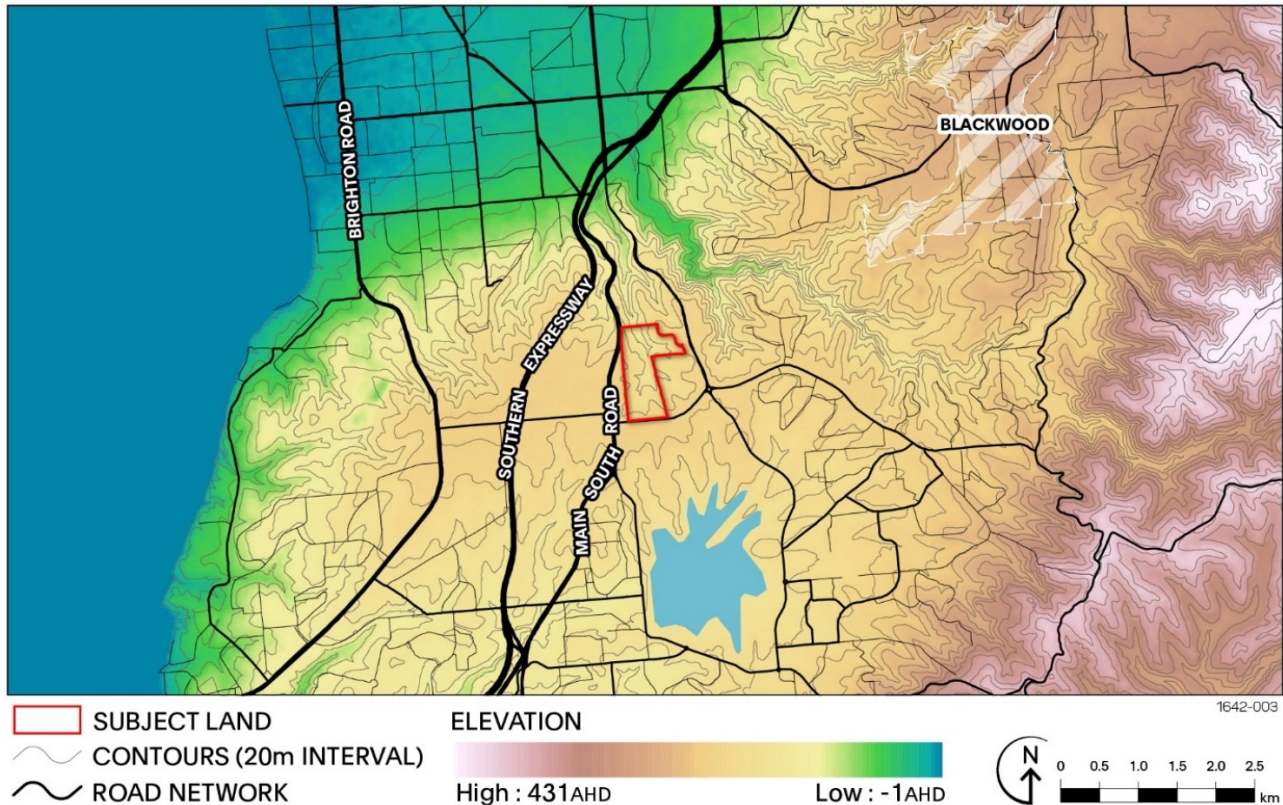 BRIGHTON ROAD
BLACKWOOD
SOUTHERN EXPRESSWAY
MAIN SOUTH ROAD
1642-003
SUBJECT LAND
CONTOURS (20m INTERVAL)
ROAD NETWORK
ELEVATION
High : 431AHD
Low : -1AHD
N
0 0.5 1.0 1.5 2.0 2.5
km